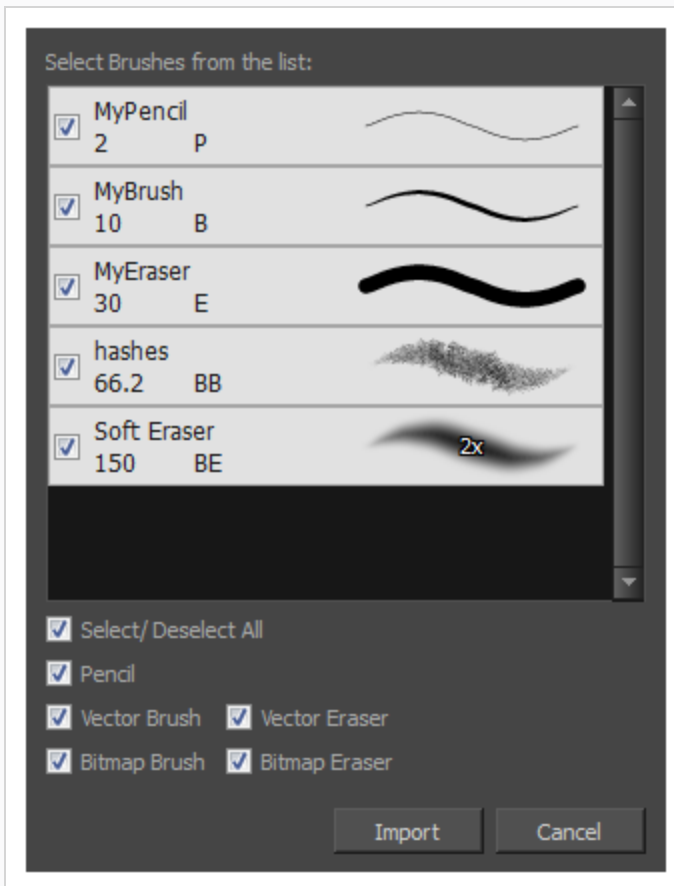 Select Brushes from the list:
MyPencil
2 P
MyBrush
10 B
MyEraser
30 E
hashes
66.2 BB
Soft Eraser
150 BE
2x
Select/ Deselect All
Pencil
Vector Brush Vector Eraser
Bitmap Brush Bitmap Eraser
Import Cancel